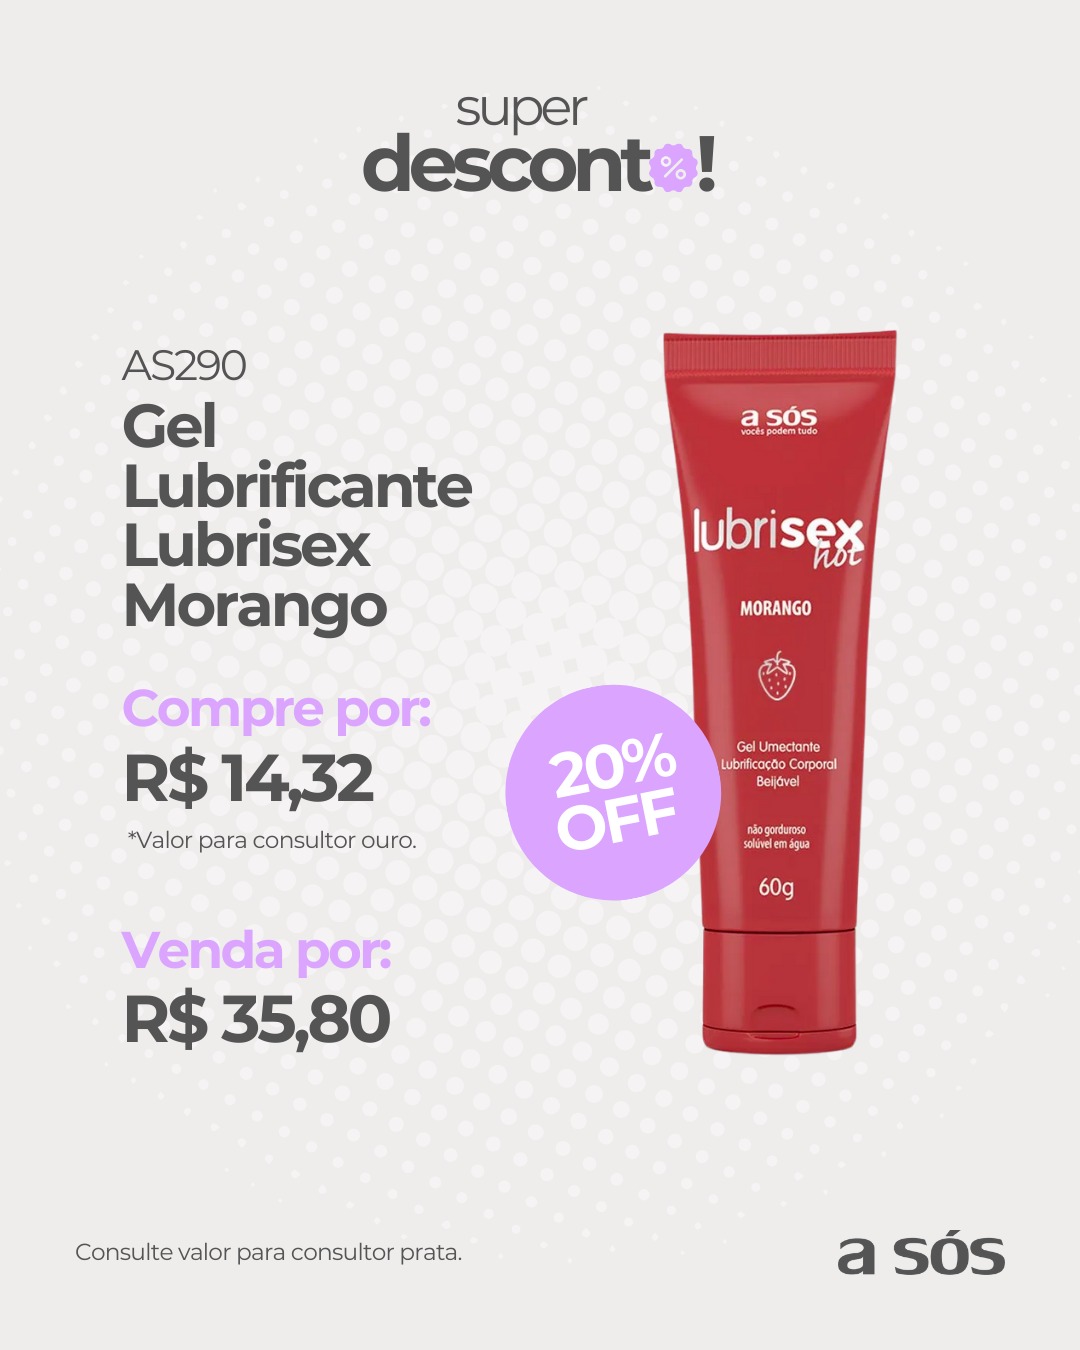 super
desconto!
AS290
Gel
Lubrificante
Lubrisex
Morango
Compre por:
R$ 14,32
*Valor para consultor ouro.
Venda por:
R$ 35,80
20%
OFF
a sós
vocês podem tudo
lubrisex
hot
MORANGO
Gel Umectante
Lubrificação Corporal
Beijável
não gorduroso
solúvel em água
60g
Consulte valor para consultor prata.
a sós